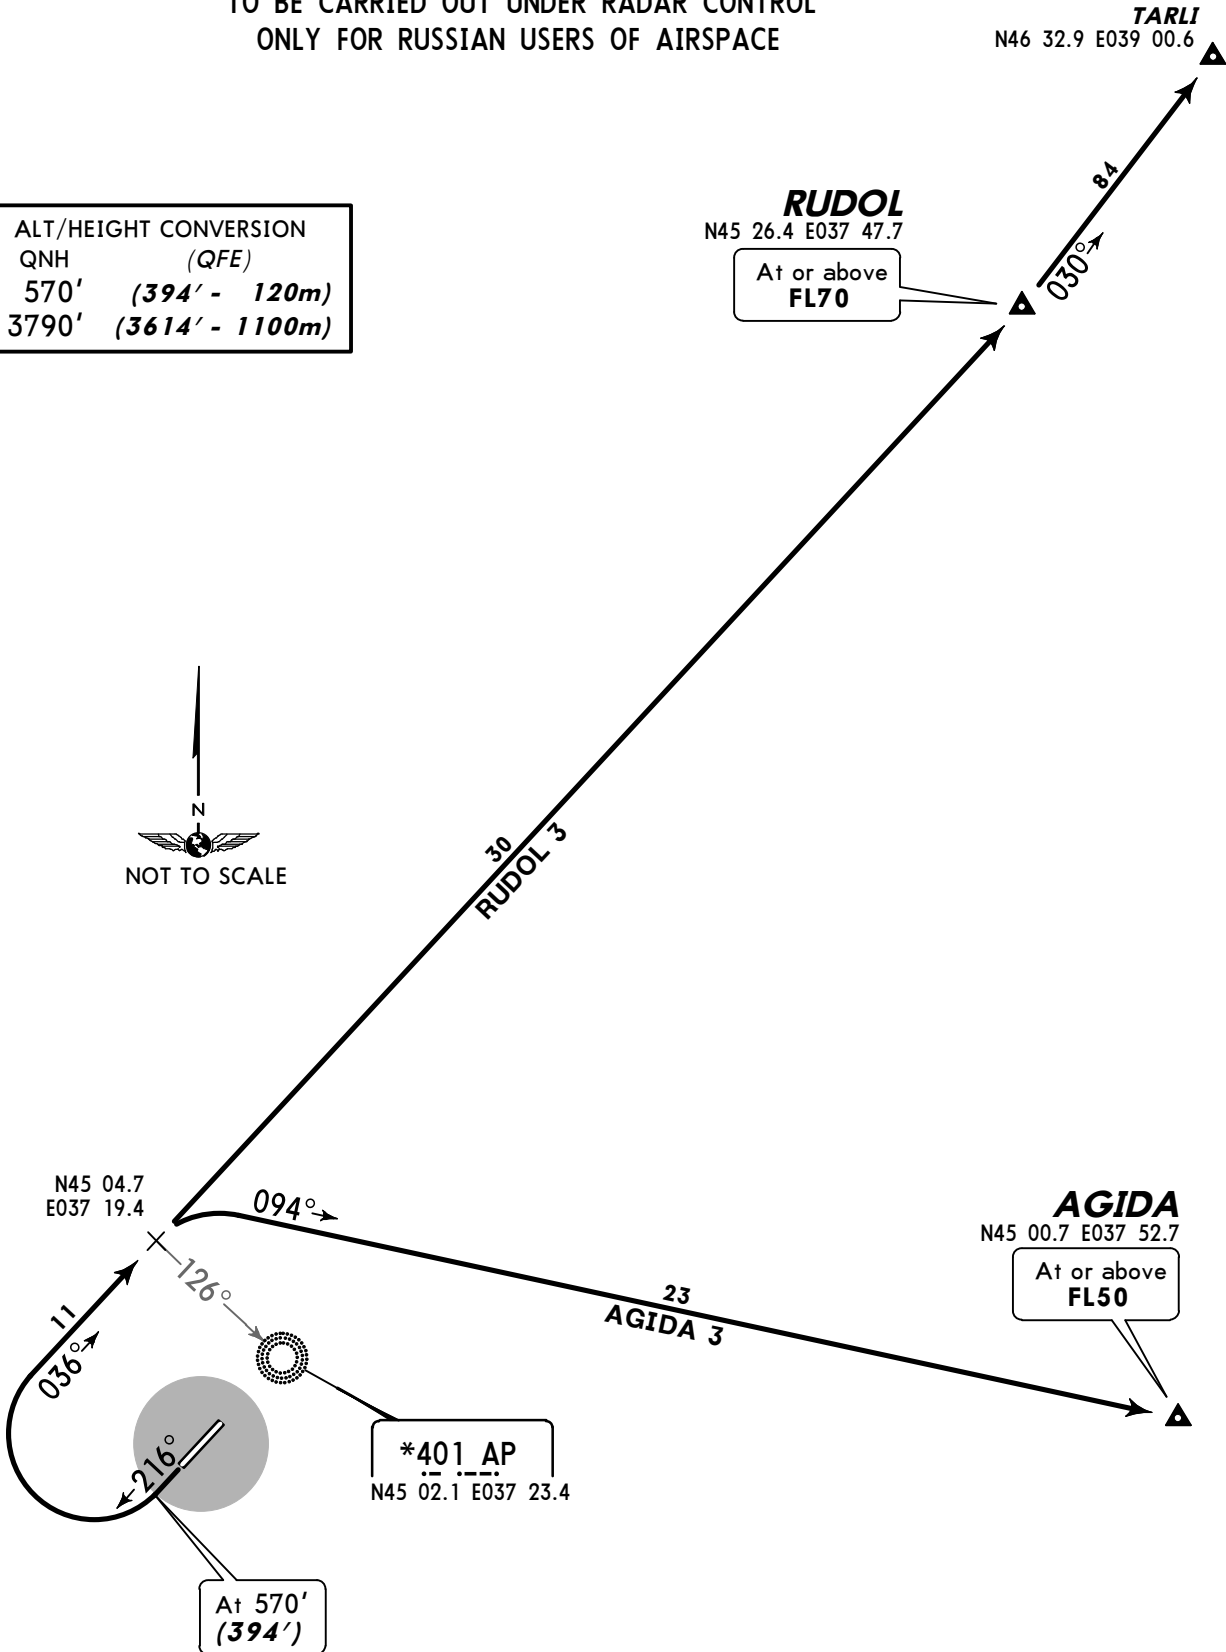 TO BE CARRIED OUT UNDER RADAR CONTROL
ONLY FOR RUSSIAN USERS OF AIRSPACE
TARLI
N46 32.9 E039 00.6
84
030°
RUDOL
N45 26.4 E037 47.7
At or above
FL70
ALT/HEIGHT CONVERSION
QNH (QFE)
570' (394' - 120m)
3790' (3614' - 1100m)
N
NOT TO SCALE
30
RUDOL 3
N45 04.7
E037 19.4
094°
126°
11
036°
23
AGIDA 3
AGIDA
N45 00.7 E037 52.7
At or above
FL50
*401 AP
N45 02.1 E037 23.4
216°
At 570'
(394')